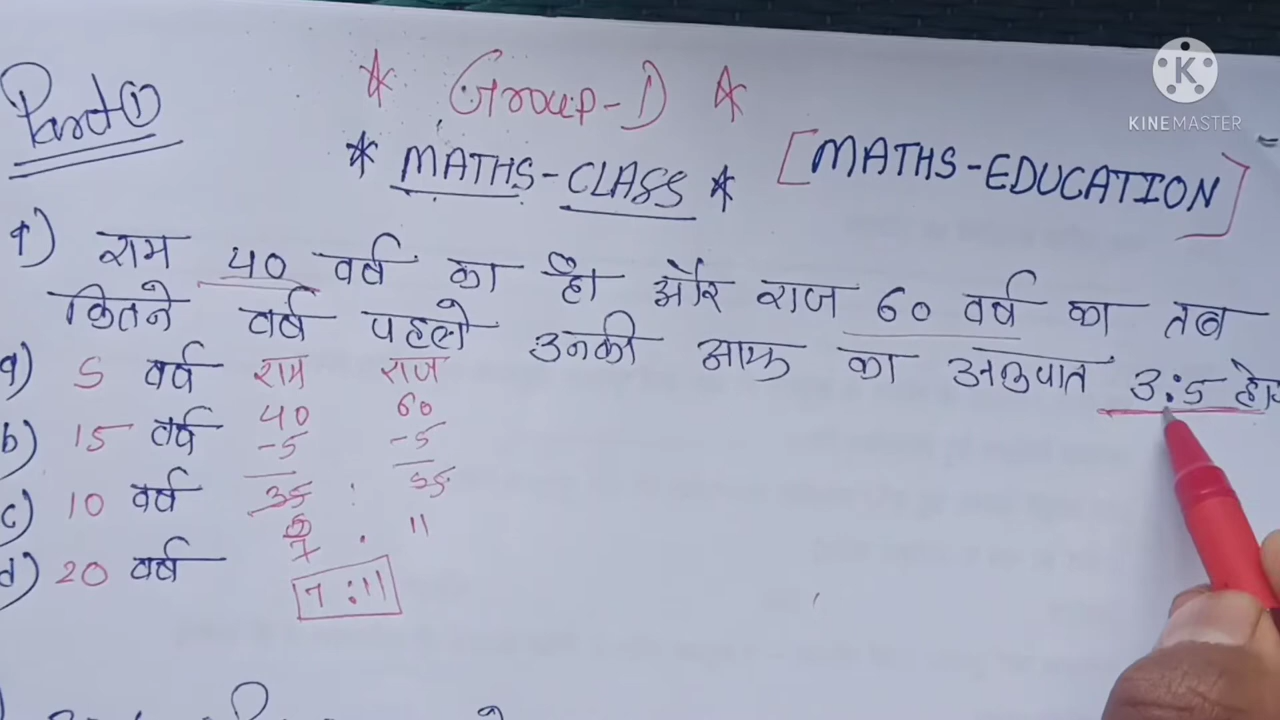 Part ①
* Group-D *
KINEMASTER
* MATHS-CLASS * [MATHS-EDUCATION]
राम 40 वर्ष का है। और राज 60 वर्ष का तब
कितने वर्ष पहले उनकी आयु का अनुपात 3:5
a) 5 वर्ष राम राज
40 60
b) 15 वर्ष -5 -5
c) 10 वर्ष 35 : 55
7 : 11
d) 20 वर्ष 7:11